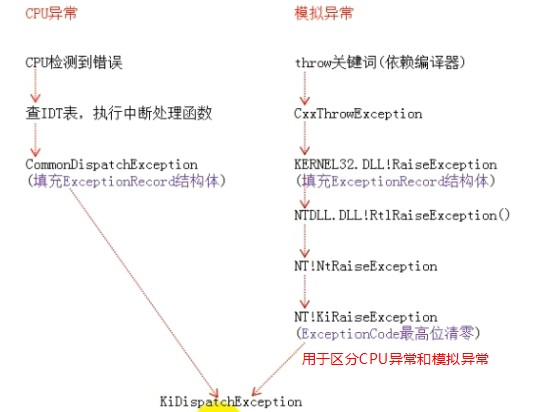 CPU异常
模拟异常
CPU检测到错误
throw关键词(依赖编译器)
查IDT表，执行中断处理函数
CxxThrowException
CommonDispatchException
(填充ExceptionRecord结构体)
KERNEL32.DLL!RaiseException
(填充ExceptionRecord结构体)
NTDLL.DLL!RtlRaiseException()
NT!NtRaiseException
NT!KiRaiseException
(ExceptionCode最高位清零)
用于区分CPU异常和模拟异常
KiDispatchException